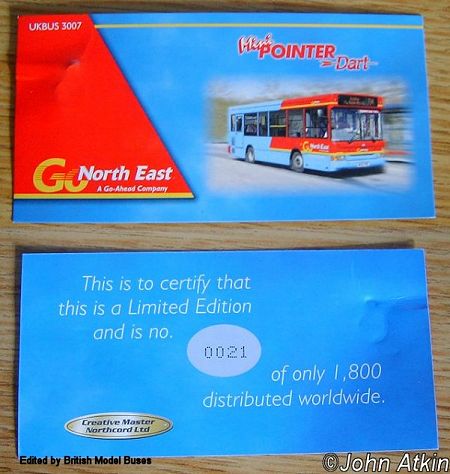 UKBUS 3007
Mini
POINTER
Dart
Go North East
A Go-Ahead Company
This is to certify that
this is a Limited Edition
and is no.
0021
of only 1,800
distributed worldwide.
Creative Master
Northcord Ltd
Edited by British Model Buses
©John Atkin